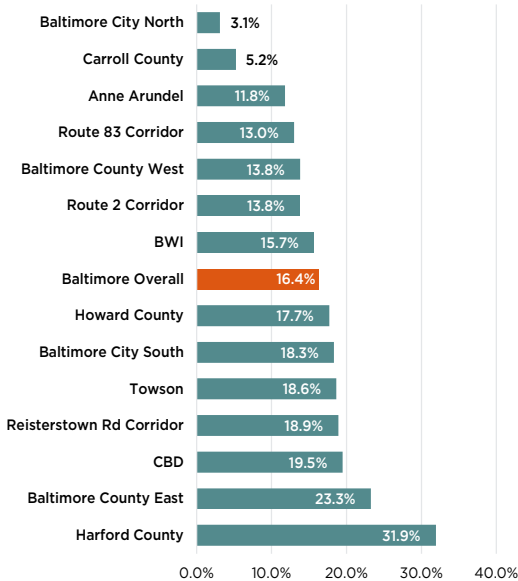 Baltimore City North 3.1%
Carroll County 5.2%
Anne Arundel 11.8%
Route 83 Corridor 13.0%
Baltimore County West 13.8%
Route 2 Corridor 13.8%
BWI 15.7%
Baltimore Overall 16.4%
Howard County 17.7%
Baltimore City South 18.3%
Towson 18.6%
Reisterstown Rd Corridor 18.9%
CBD 19.5%
Baltimore County East 23.3%
Harford County 31.9%
0.0% 10.0% 20.0% 30.0% 40.0%